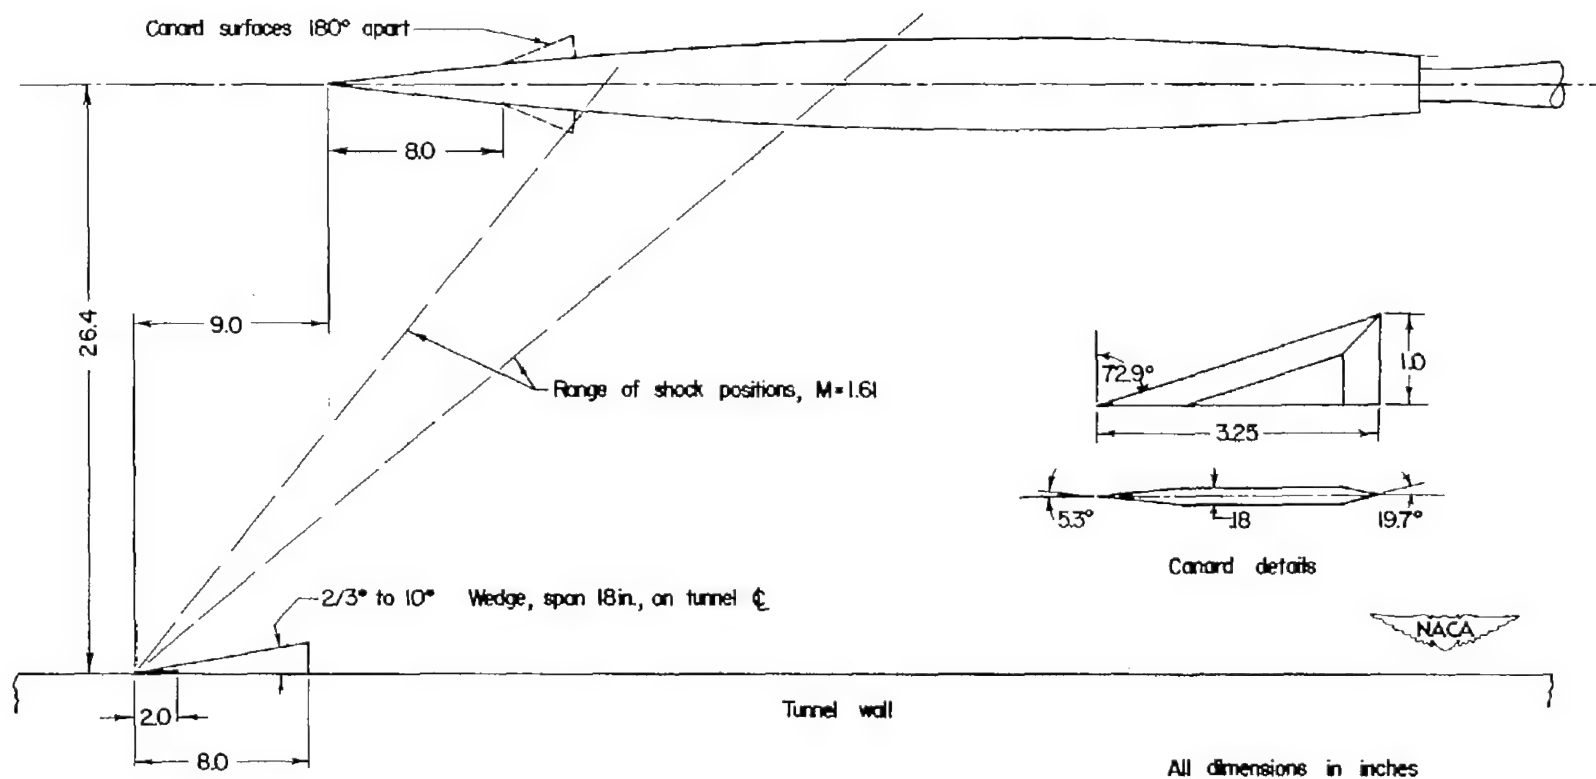 Canard surfaces 180° apart
8.0
26.4
9.0
Range of shock positions, M=1.61
72.9°
1.0
3.25
5.3°
.18
19.7°
Canard details
2/3° to 10° Wedge, span 18in., on tunnel ℄
NACA
2.0
Tunnel wall
8.0
All dimensions in inches